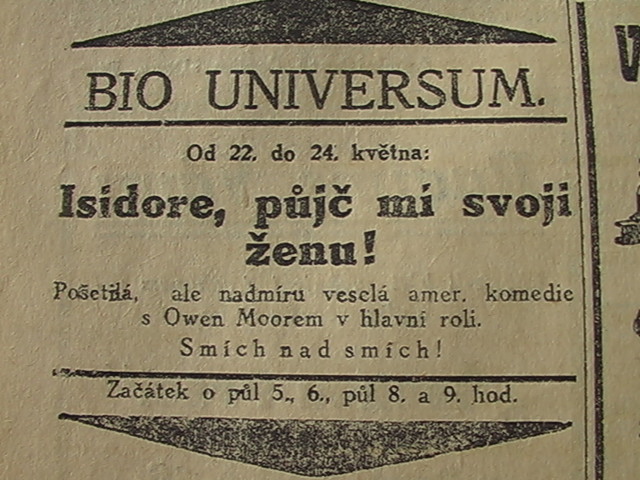 BIO UNIVERSUM.
Od 22. do 24. května:
Isidore, půjč mi svoji
ženu!
Pošetilá, ale nadmíru veselá amer. komedie
s Owen Moorem v hlavní roli.
Smích nad smích!
Začátek o půl 5., 6., půl 8. a 9. hod.